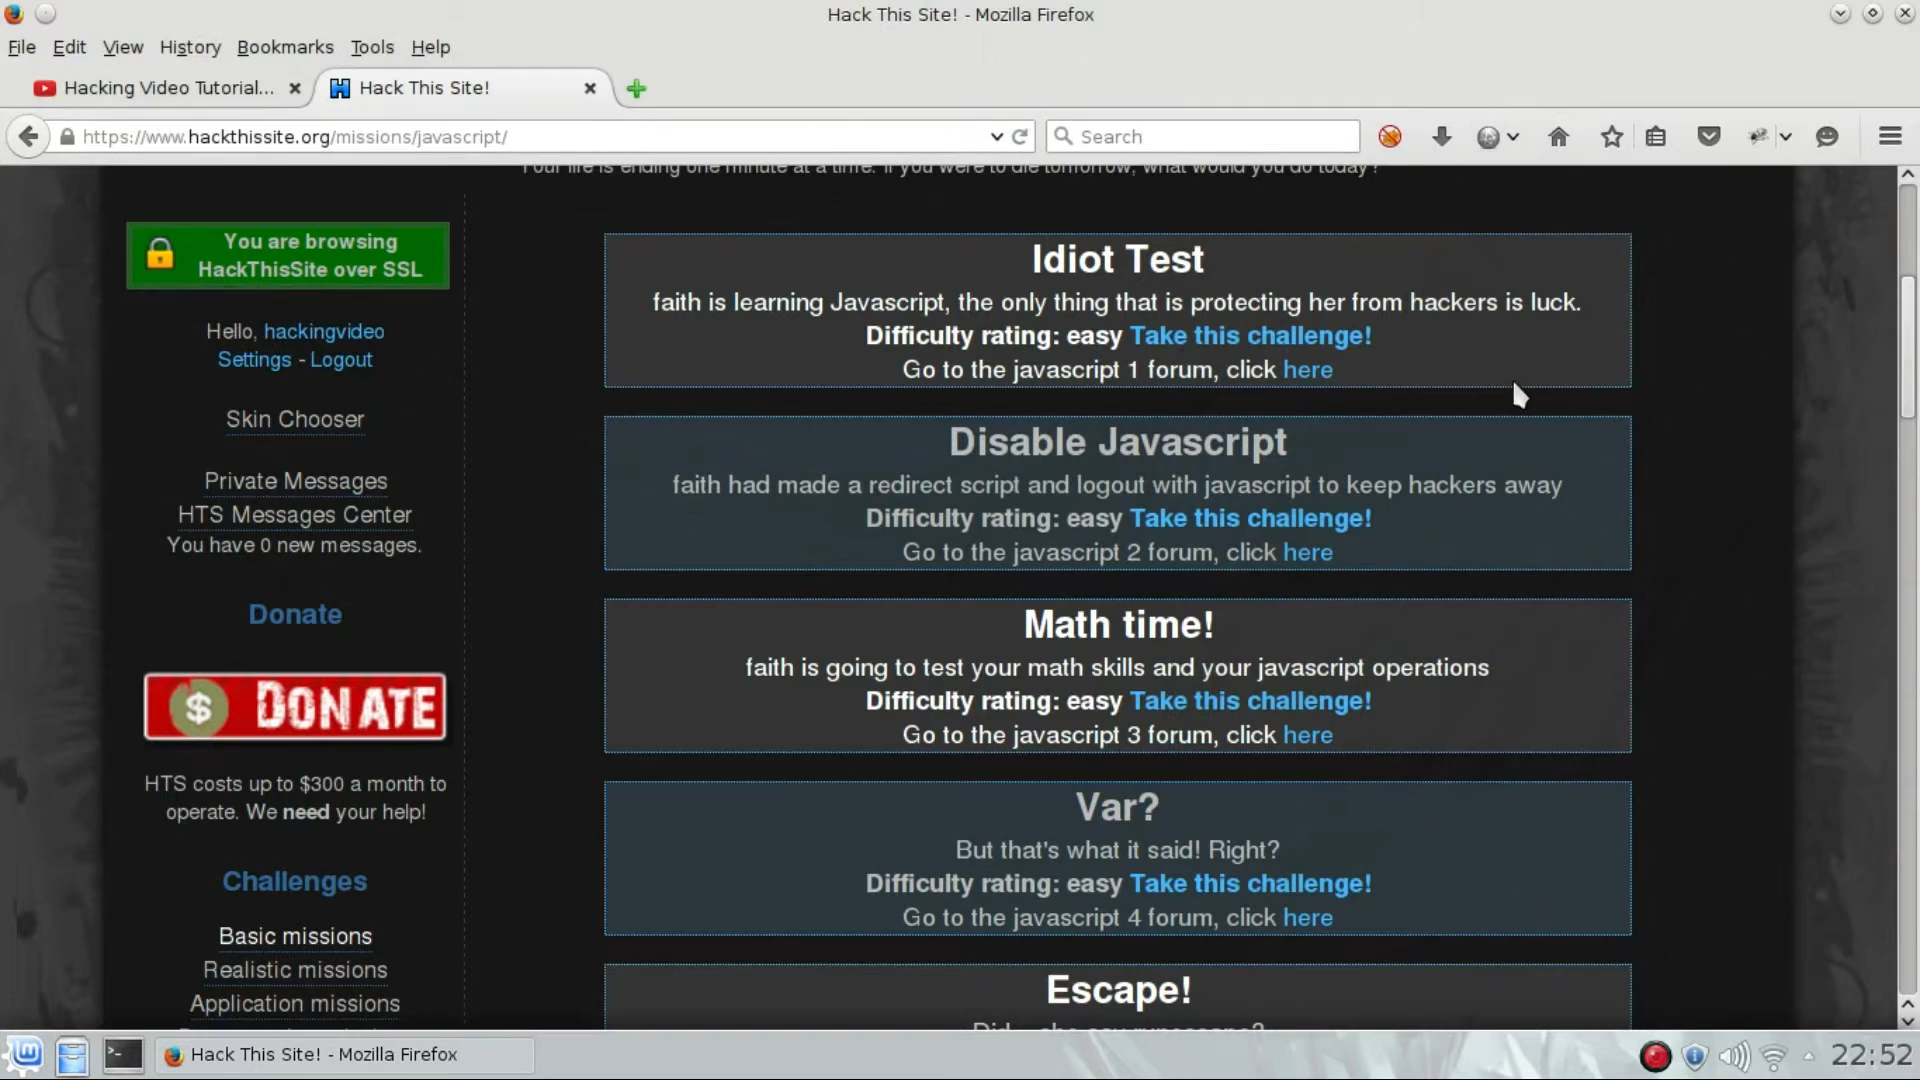 Hack This Site! - Mozilla Firefox
File Edit View History Bookmarks Tools Help
Hacking Video Tutorial...
Hack This Site!
https://www.hackthissite.org/missions/javascript/
Search
Your life is ending one minute at a time. If you were to die tomorrow, what would you do today?
You are browsing
HackThisSite over SSL
Hello, hackingvideo
Settings - Logout
Skin Chooser
Private Messages
HTS Messages Center
You have 0 new messages.
Donate
$ DONATE
HTS costs up to $300 a month to
operate. We need your help!
Challenges
Basic missions
Realistic missions
Application missions
Idiot Test
faith is learning Javascript, the only thing that is protecting her from hackers is luck.
Difficulty rating: easy Take this challenge!
Go to the javascript 1 forum, click here
Disable Javascript
faith had made a redirect script and logout with javascript to keep hackers away
Difficulty rating: easy Take this challenge!
Go to the javascript 2 forum, click here
Math time!
faith is going to test your math skills and your javascript operations
Difficulty rating: easy Take this challenge!
Go to the javascript 3 forum, click here
Var?
But that's what it said! Right?
Difficulty rating: easy Take this challenge!
Go to the javascript 4 forum, click here
Escape!
Hack This Site! - Mozilla Firefox
22:52